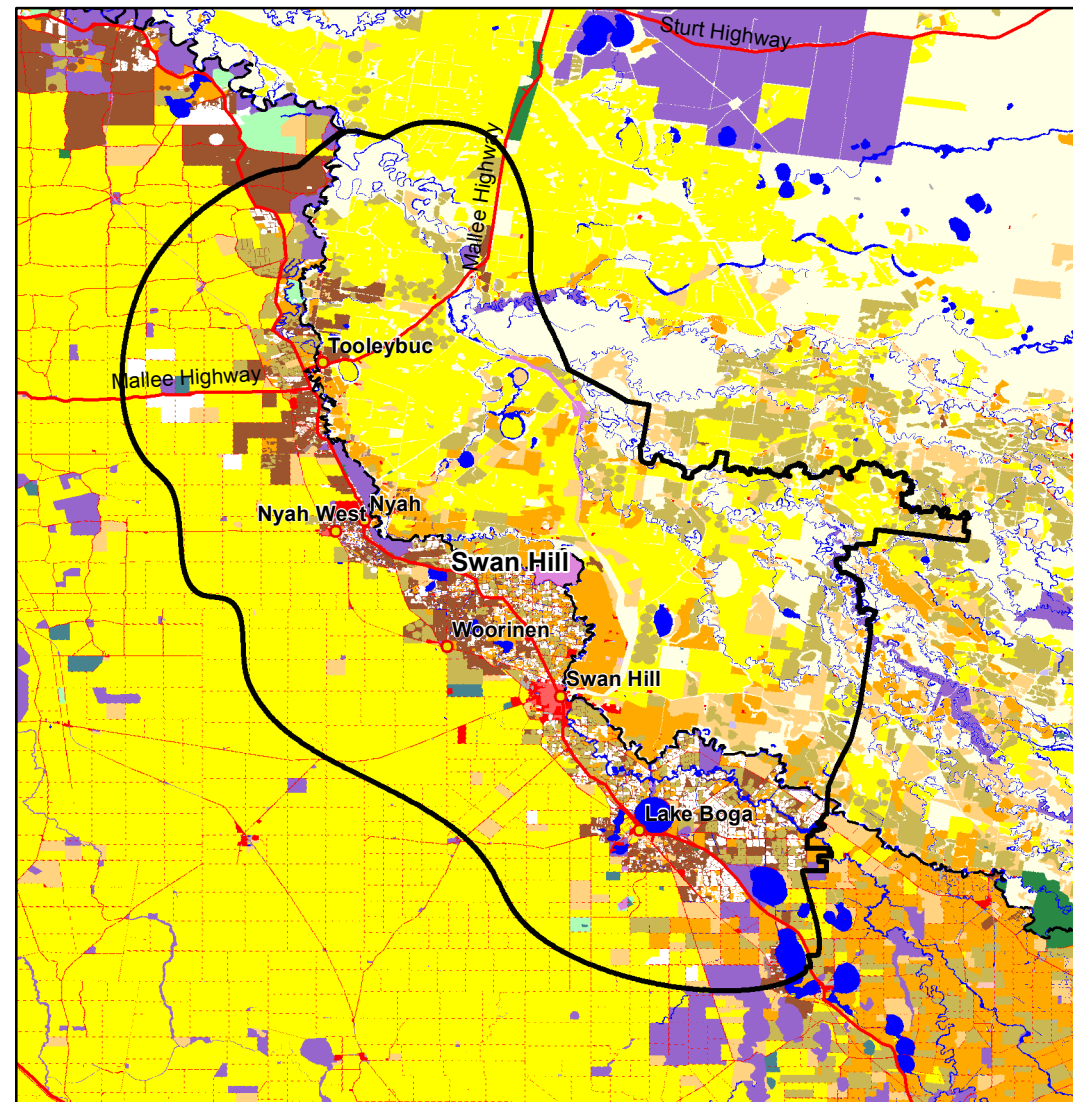 Sturt Highway
Mallee Highway
Tooleybuc
Mallee Highway
Nyah West
Nyah
Swan Hill
Woorinen
Swan Hill
Lake Boga